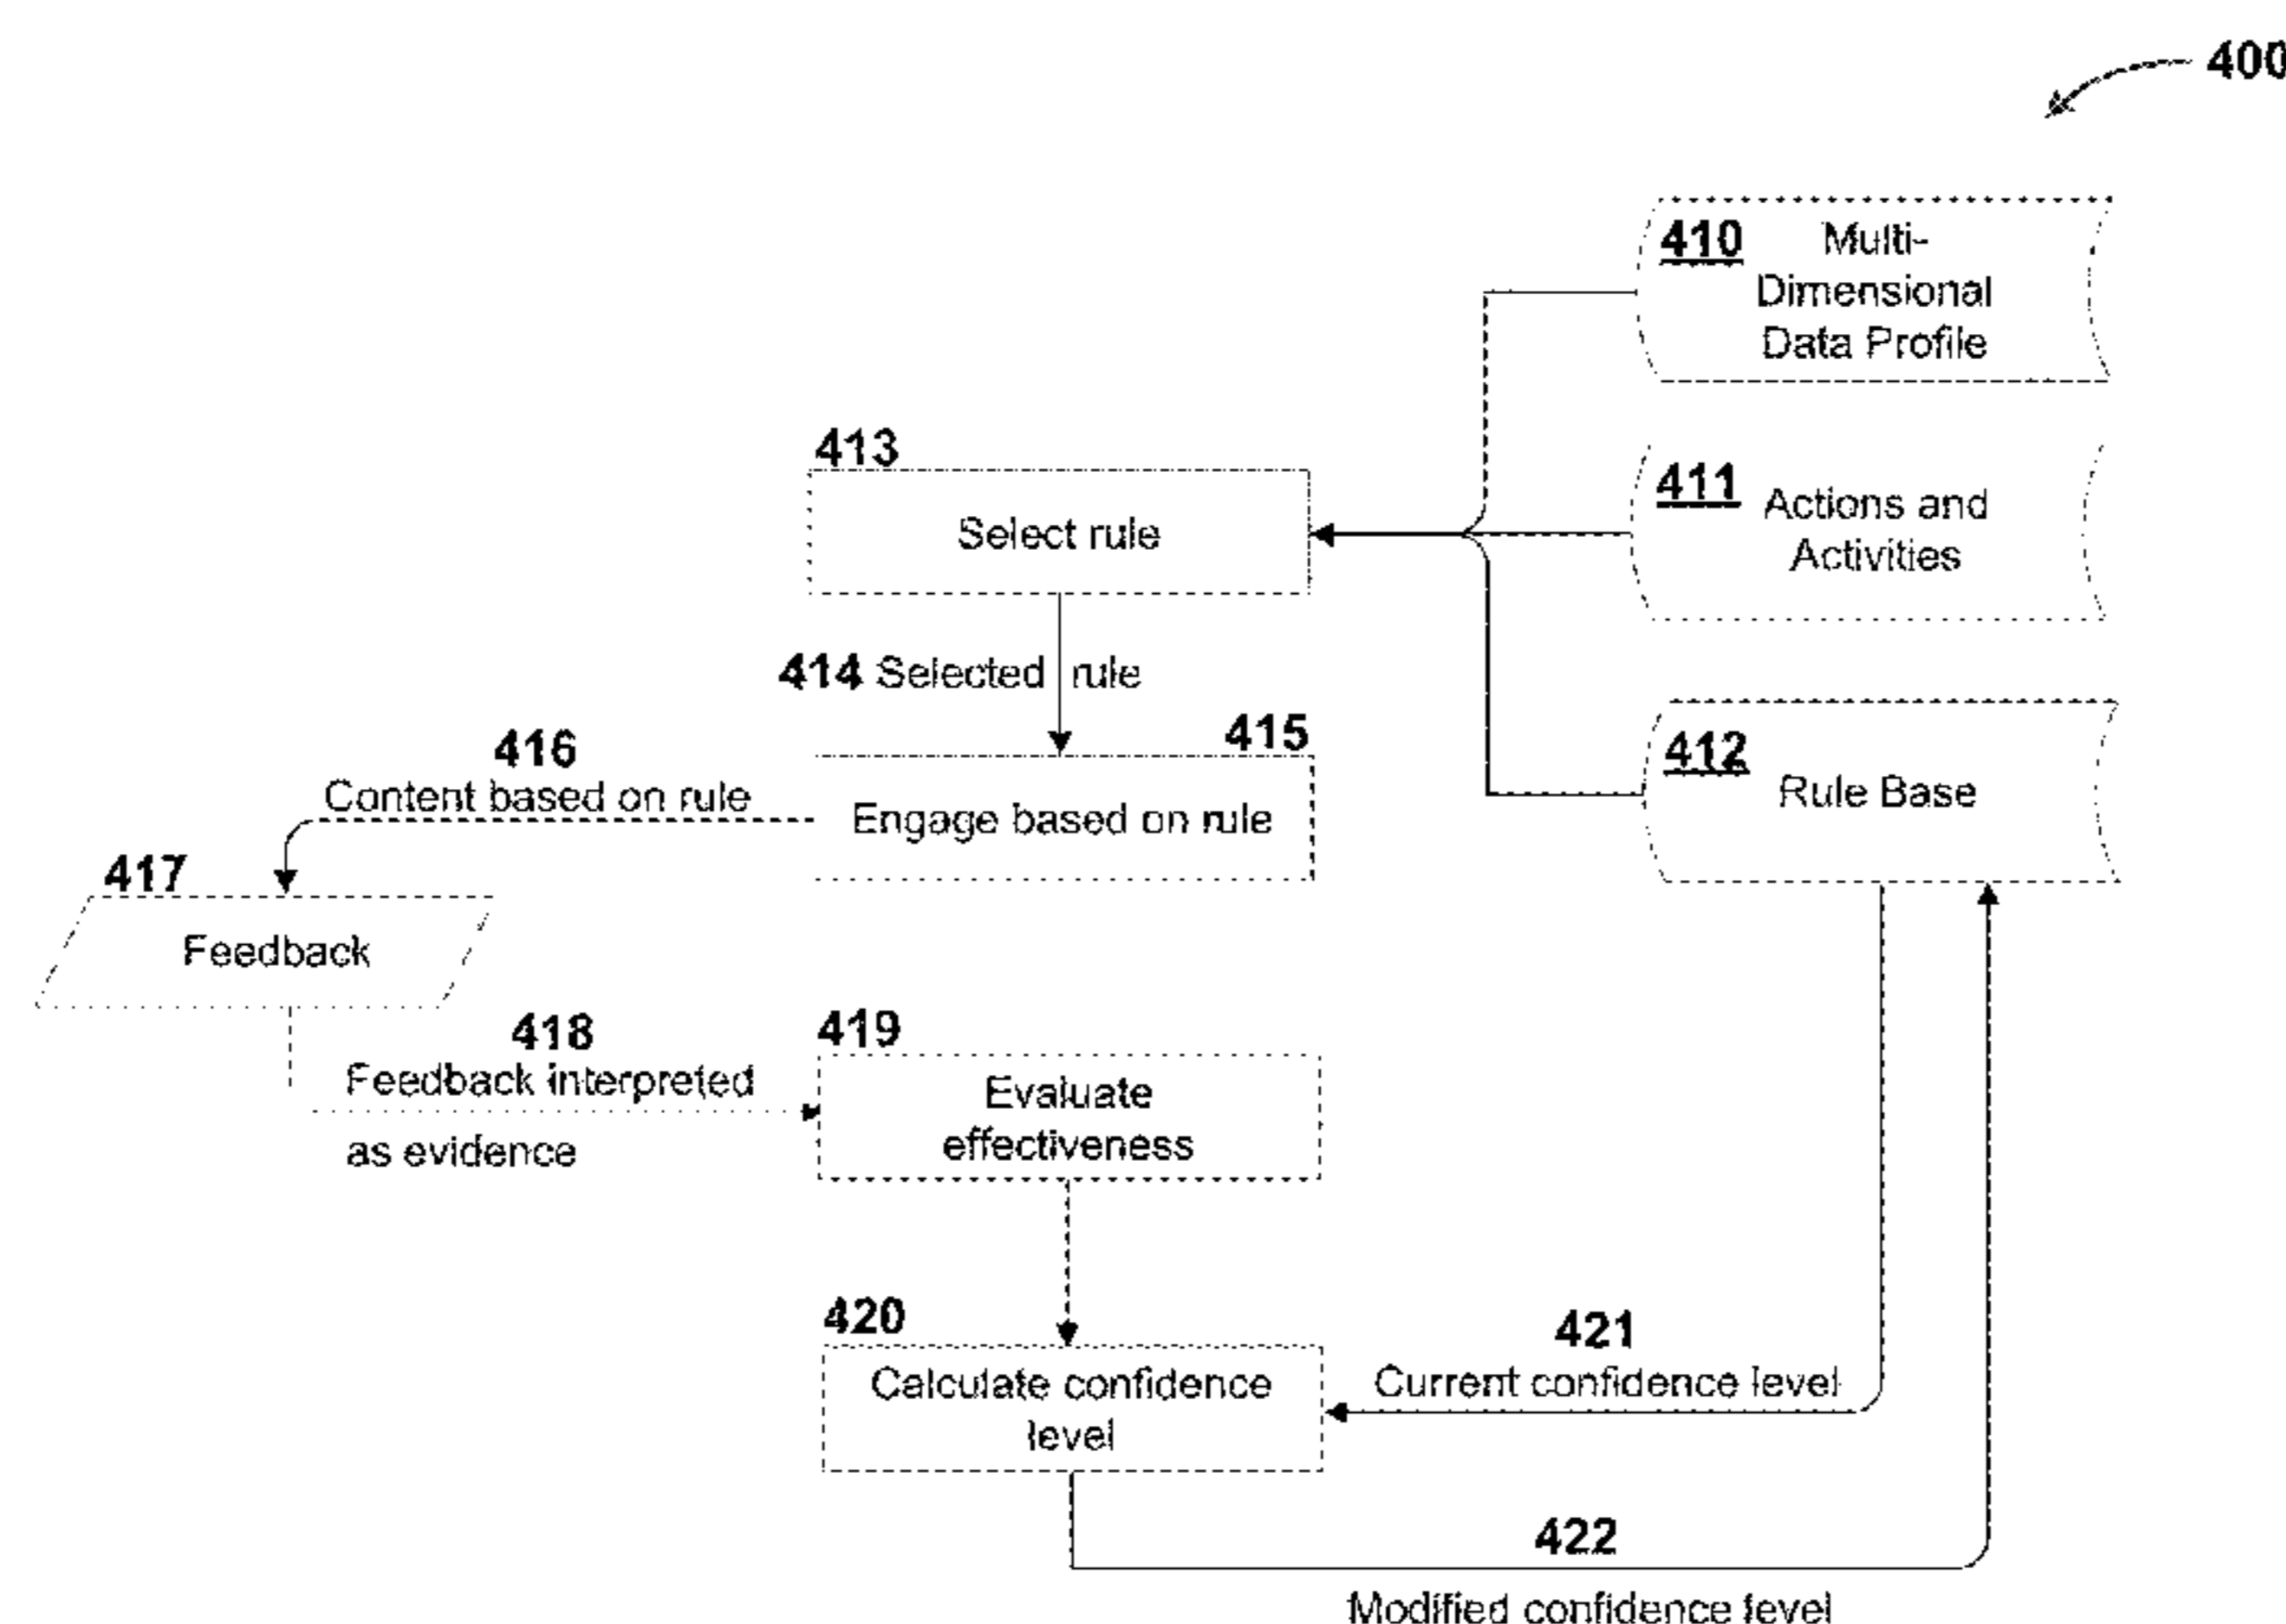 400
410 Multi-
Dimensional
Data Profile
413
411 Actions and
Activities
Select rule
414 Selected rule
412 Rule Base
415
416
Content based on rule
Engage based on rule
417
Feedback
418
Feedback interpreted
as evidence
419
Evaluate
effectiveness
420
Calculate confidence
level
421
Current confidence level
422
Modified confidence level